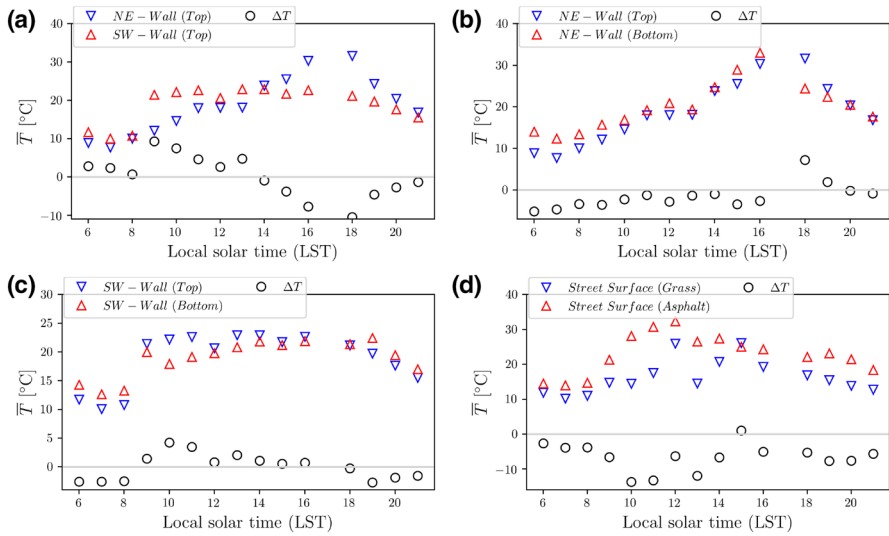 (a)
NE − Wall (Top)
ΔT
SW − Wall (Top)
40
30
20
10
0
−10
T̅ [°C]
6 8 10 12 14 16 18 20
Local solar time (LST)
(b)
NE − Wall (Top)
ΔT
NE − Wall (Bottom)
40
30
20
10
0
T̅ [°C]
6 8 10 12 14 16 18 20
Local solar time (LST)
(c)
SW − Wall (Top)
ΔT
SW − Wall (Bottom)
30
25
20
15
10
5
0
T̅ [°C]
6 8 10 12 14 16 18 20
Local solar time (LST)
(d)
Street Surface (Grass)
ΔT
Street Surface (Asphalt)
40
30
20
10
0
−10
T̅ [°C]
6 8 10 12 14 16 18 20
Local solar time (LST)